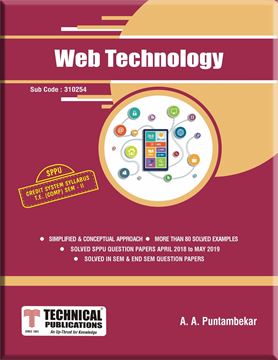 Web Technology
Sub Code : 310254
SPPU
CREDIT SYSTEM SYLLABUS
T.E. (COMP) SEM - II
● SIMPLIFIED & CONCEPTUAL APPROACH ● MORE THAN 80 SOLVED EXAMPLES
● SOLVED SPPU QUESTION PAPERS APRIL 2018 to MAY 2019
● SOLVED IN SEM & END SEM QUESTION PAPERS
TECHNICAL
PUBLICATIONS
SINCE 1993
An Up-Thrust for Knowledge
A. A. Puntambekar